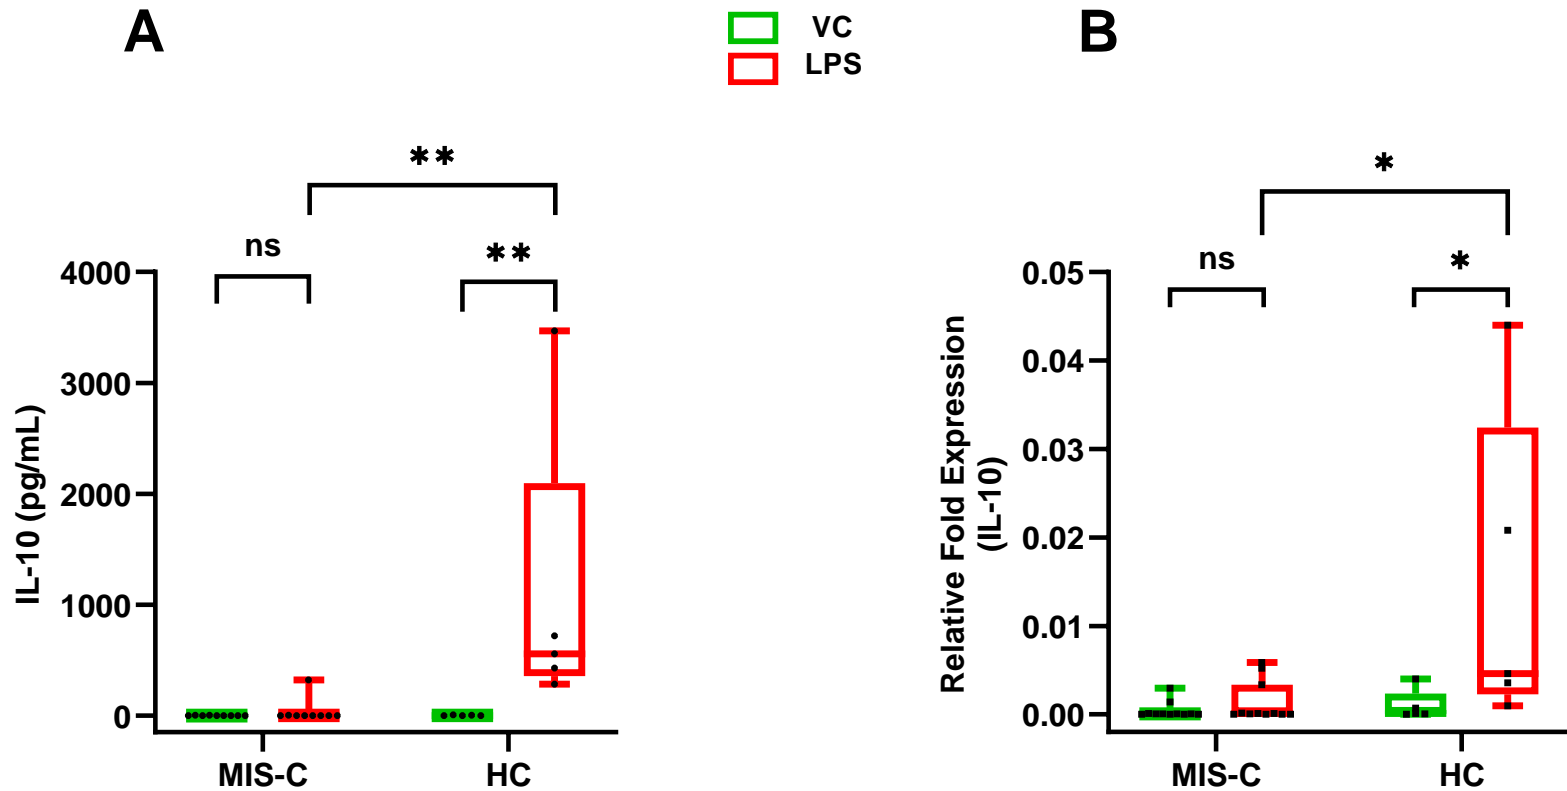 A
VC
LPS
B
**
ns
**
4000
3000
2000
1000
0
IL-10 (pg/mL)
MIS-C
HC
*
ns
*
0.05
0.04
0.03
0.02
0.01
0.00
Relative Fold Expression
(IL-10)
MIS-C
HC